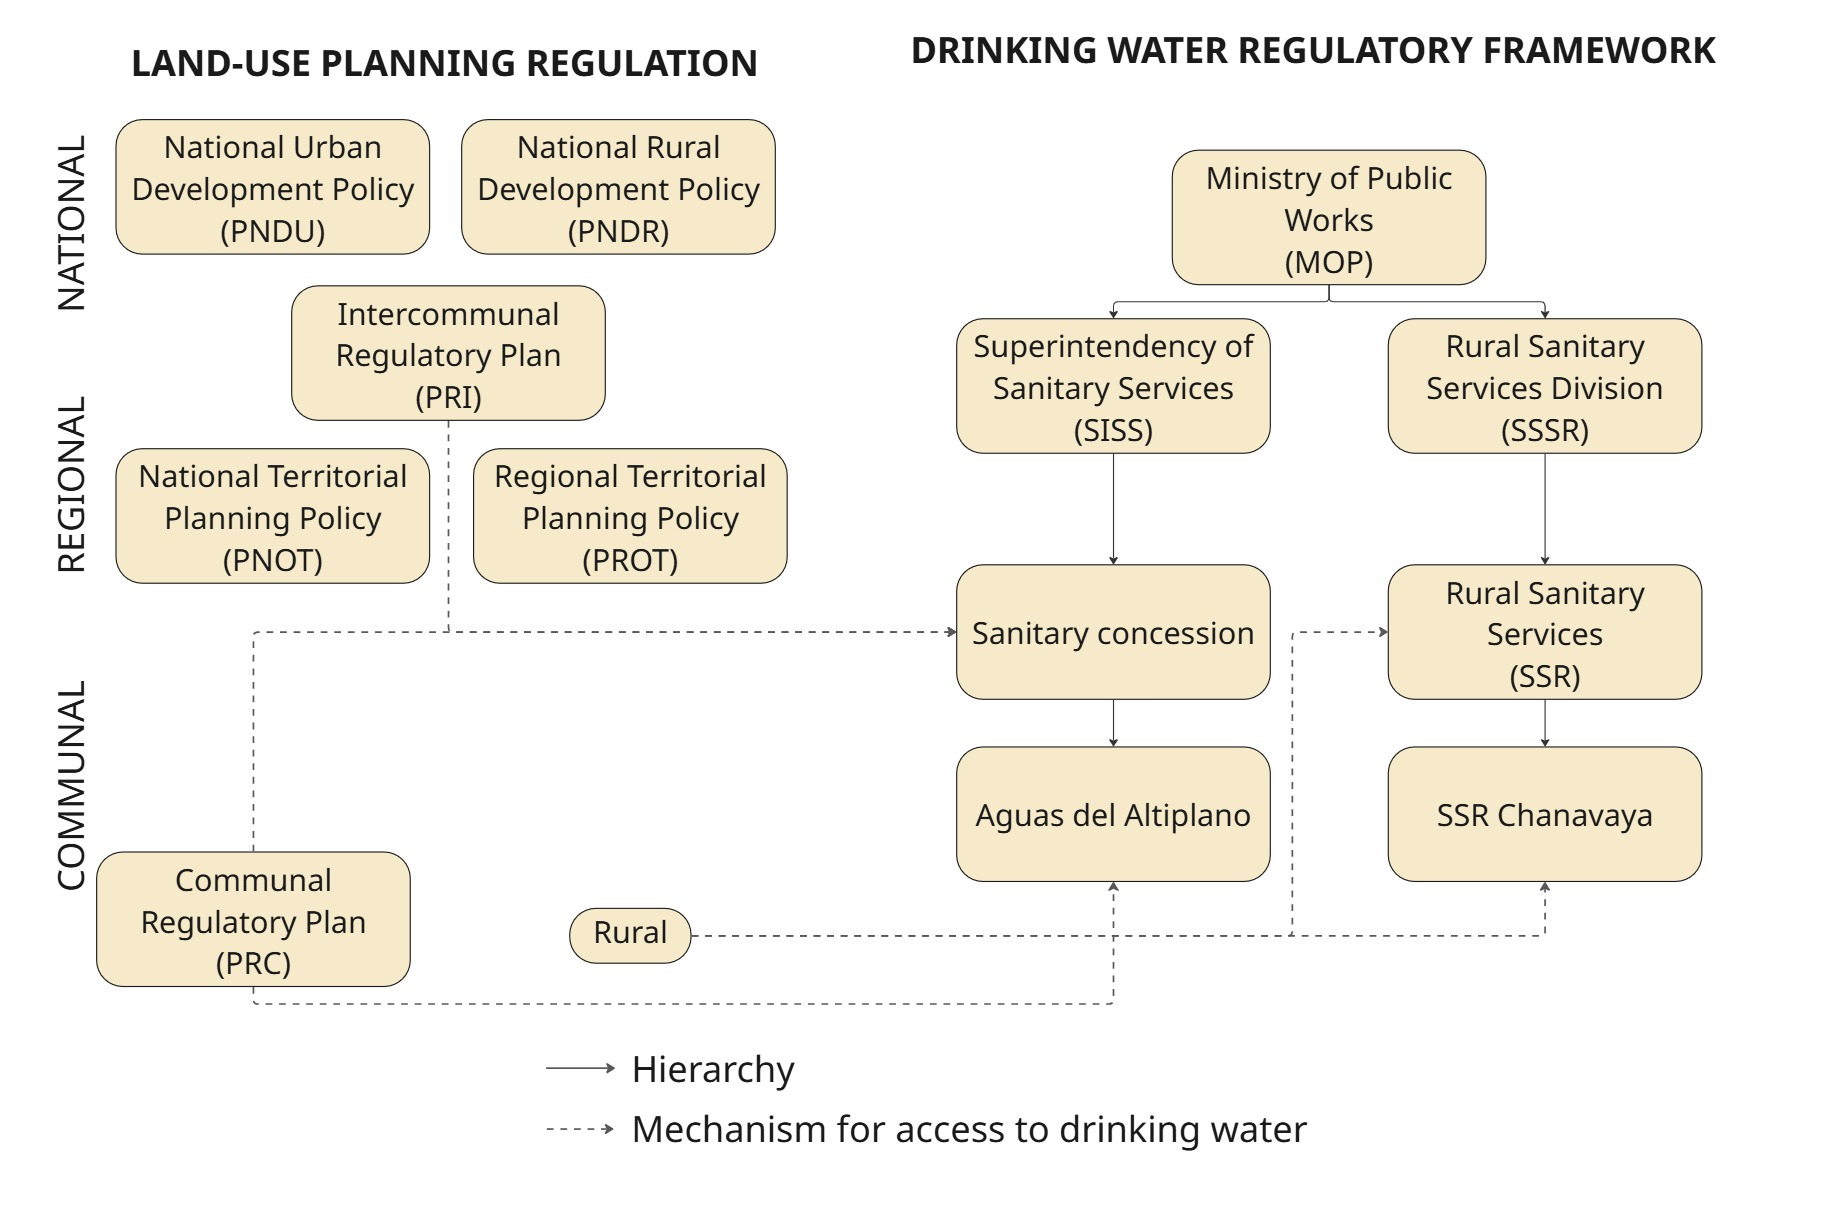 LAND-USE PLANNING REGULATION
DRINKING WATER REGULATORY FRAMEWORK
NATIONAL
National Urban
Development Policy
(PNDU)
National Rural
Development Policy
(PNDR)
Ministry of Public
Works
(MOP)
Intercommunal
Regulatory Plan
(PRI)
Superintendency of
Sanitary Services
(SISS)
Rural Sanitary
Services Division
(SSSR)
REGIONAL
National Territorial
Planning Policy
(PNOT)
Regional Territorial
Planning Policy
(PROT)
Sanitary concession
Rural Sanitary
Services
(SSR)
COMMUNAL
Aguas del Altiplano
SSR Chanavaya
Communal
Regulatory Plan
(PRC)
Rural
Hierarchy
Mechanism for access to drinking water